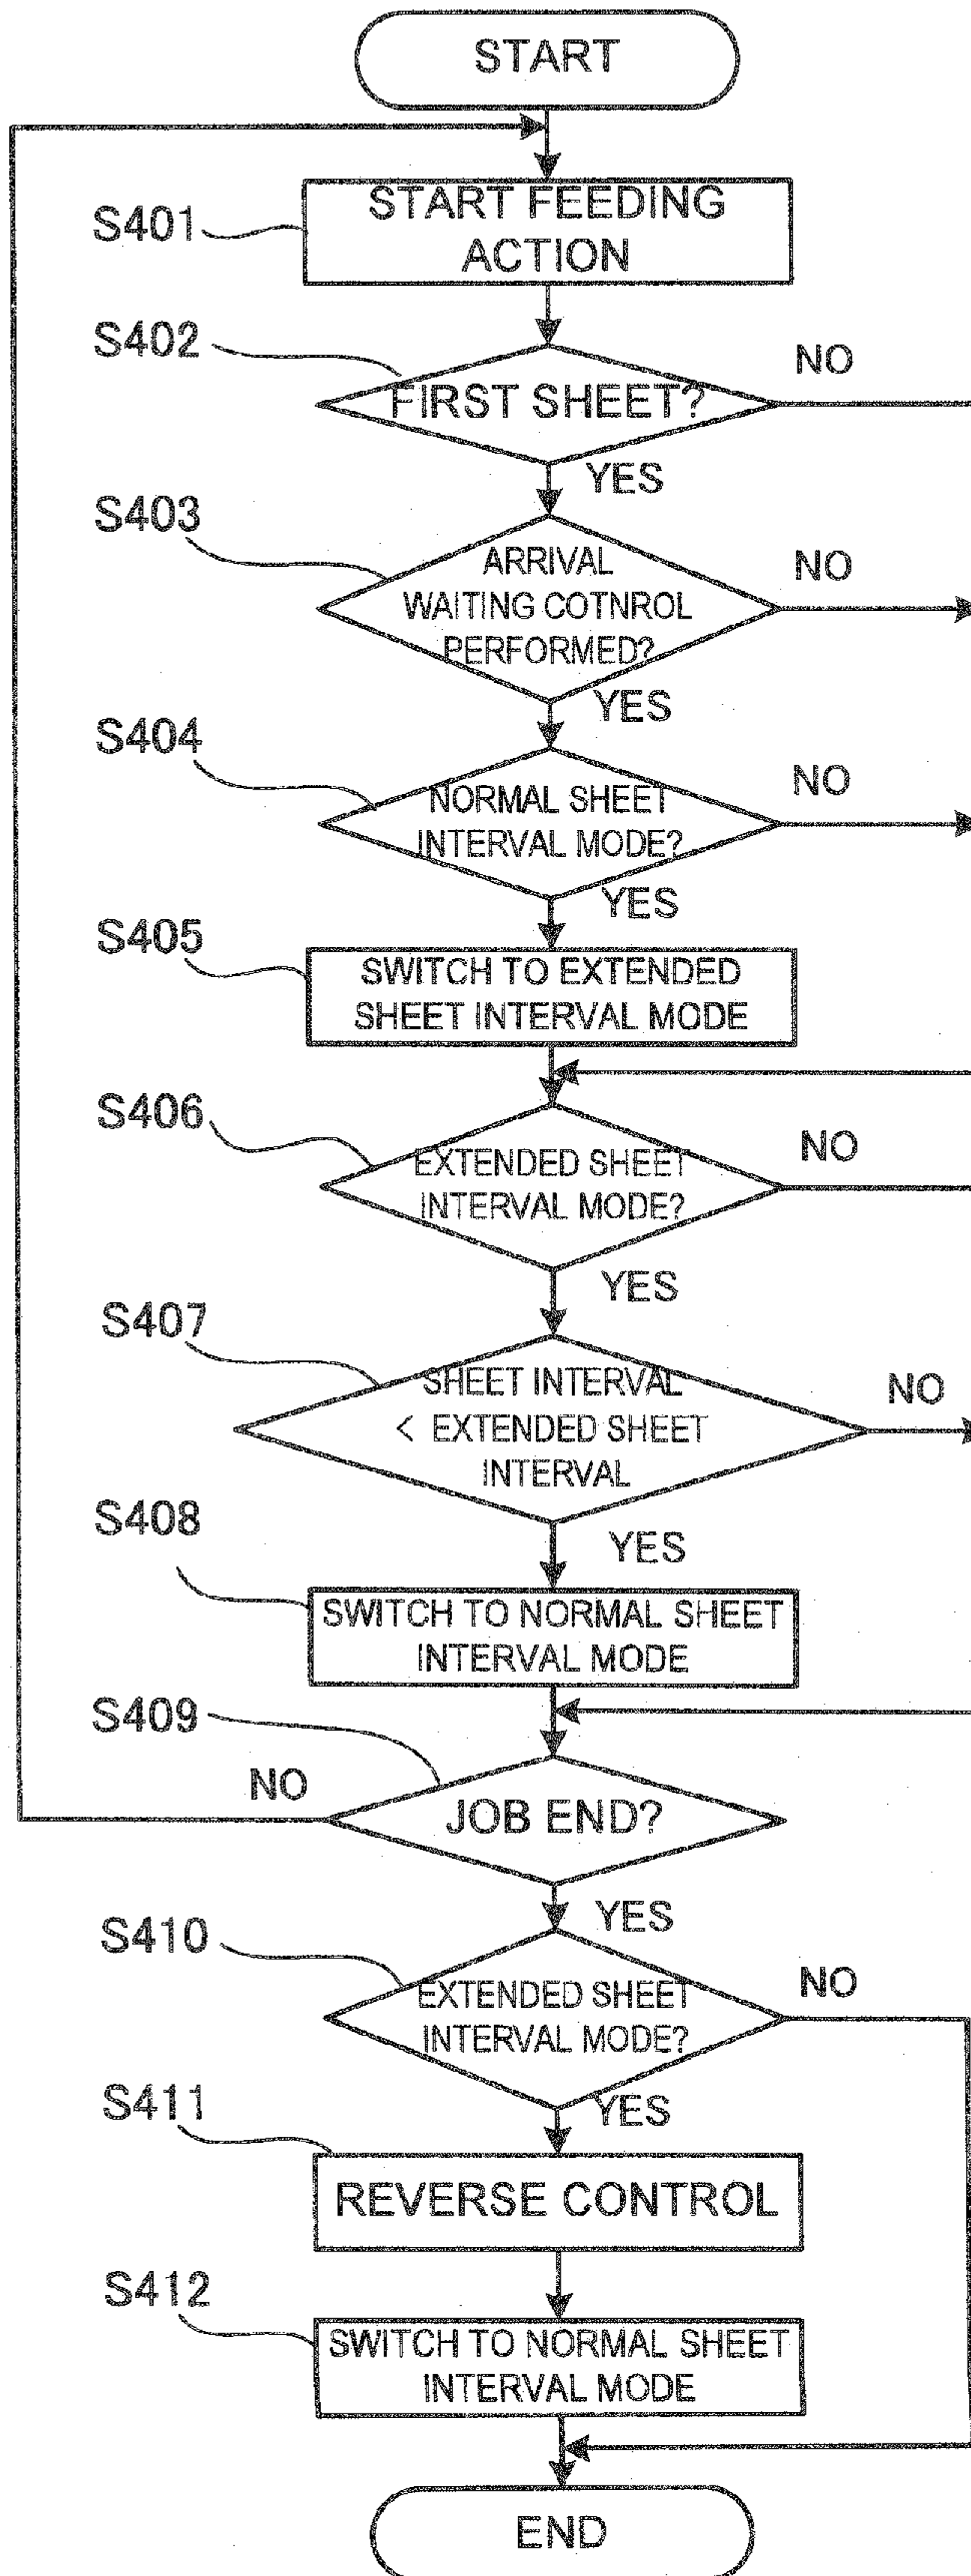 START
S401
START FEEDING
ACTION
S402
FIRST SHEET?
NO
YES
S403
ARRIVAL
WAITING COTNROL
PERFORMED?
NO
YES
S404
NORMAL SHEET
INTERVAL MODE?
NO
YES
S405
SWITCH TO EXTENDED
SHEET INTERVAL MODE
S406
EXTENDED SHEET
INTERVAL MODE?
NO
YES
S407
SHEET INTERVAL
< EXTENDED SHEET
INTERVAL
NO
YES
S408
SWITCH TO NORMAL SHEET
INTERVAL MODE
S409
NO
JOB END?
YES
S410
EXTENDED SHEET
INTERVAL MODE?
NO
YES
S411
REVERSE CONTROL
S412
SWITCH TO NORMAL SHEET
INTERVAL MODE
END